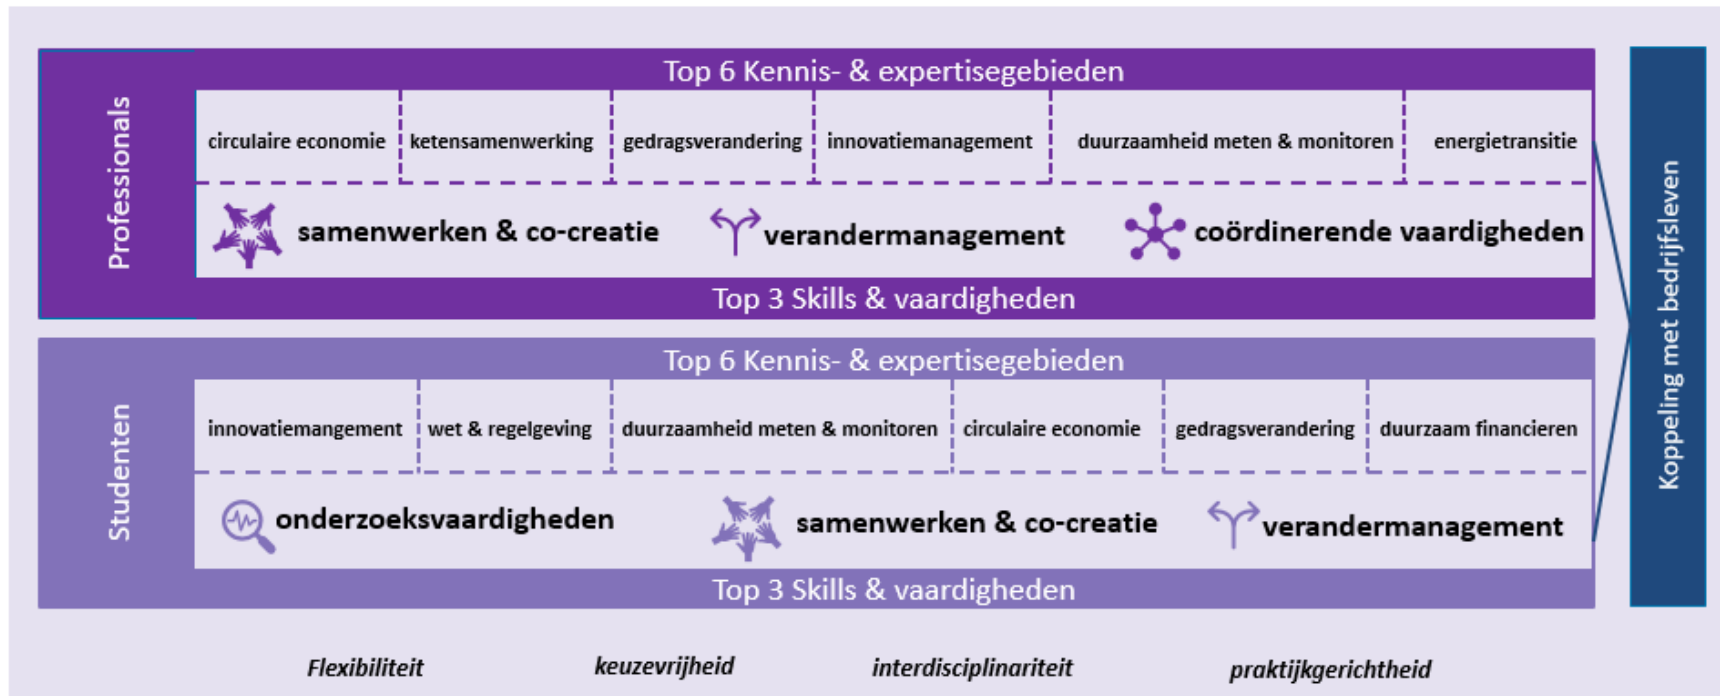 Professionals
Top 6 Kennis- & expertisegebieden
circulaire economie
ketensamenwerking
gedragsverandering
innovatiemanagement
duurzaamheid meten & monitoren
energietransitie
samenwerken & co-creatie
verandermanagement
coördinerende vaardigheden
Top 3 Skills & vaardigheden
Studenten
Top 6 Kennis- & expertisegebieden
innovatiemangement
wet & regelgeving
duurzaamheid meten & monitoren
circulaire economie
gedragsverandering
duurzaam financieren
onderzoeksvaardigheden
samenwerken & co-creatie
verandermanagement
Top 3 Skills & vaardigheden
Koppeling met bedrijfsleven
Flexibiliteit
keuzevrijheid
interdisciplinariteit
praktijkgerichtheid